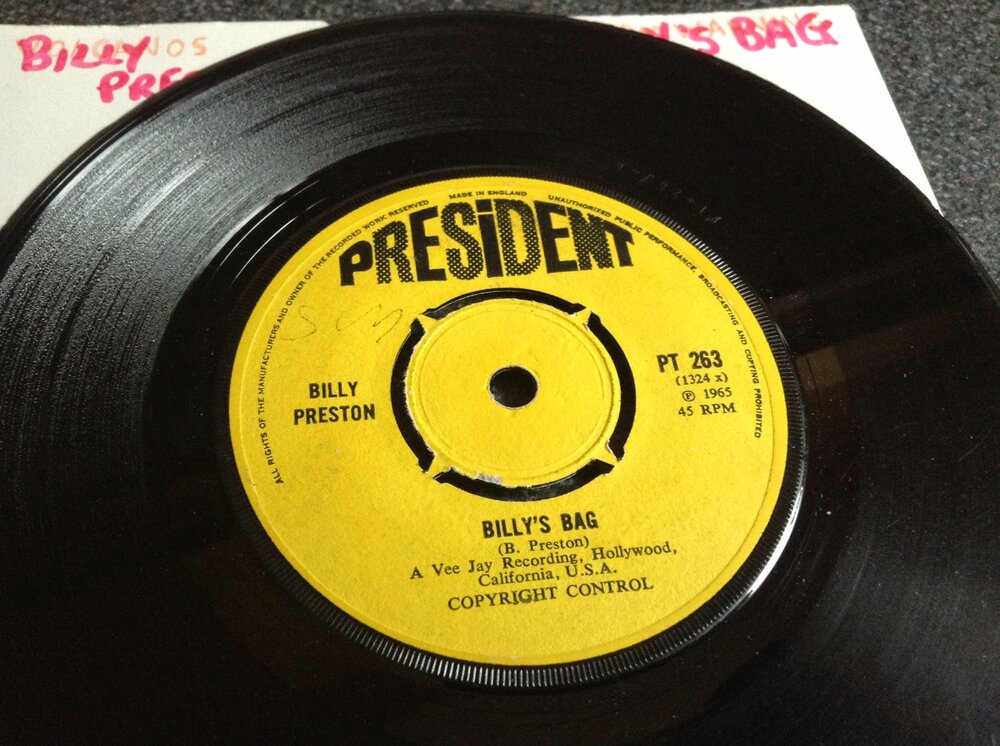 BILLY
PRES
Y'S BAG
ALL RIGHTS OF THE MANUFACTURERS AND OWNER OF THE RECORDED WORK RESERVED
MADE IN ENGLAND
UNAUTHORIZED PUBLIC PERFORMANCE, BROADCASTING AND COPYING PROHIBITED
PRESiDENT
BILLY
PRESTON
PT 263
(1324 x)
℗ 1965
45 RPM
BILLY'S BAG
(B. Preston)
A Vee Jay Recording, Hollywood,
California, U.S.A.
COPYRIGHT CONTROL